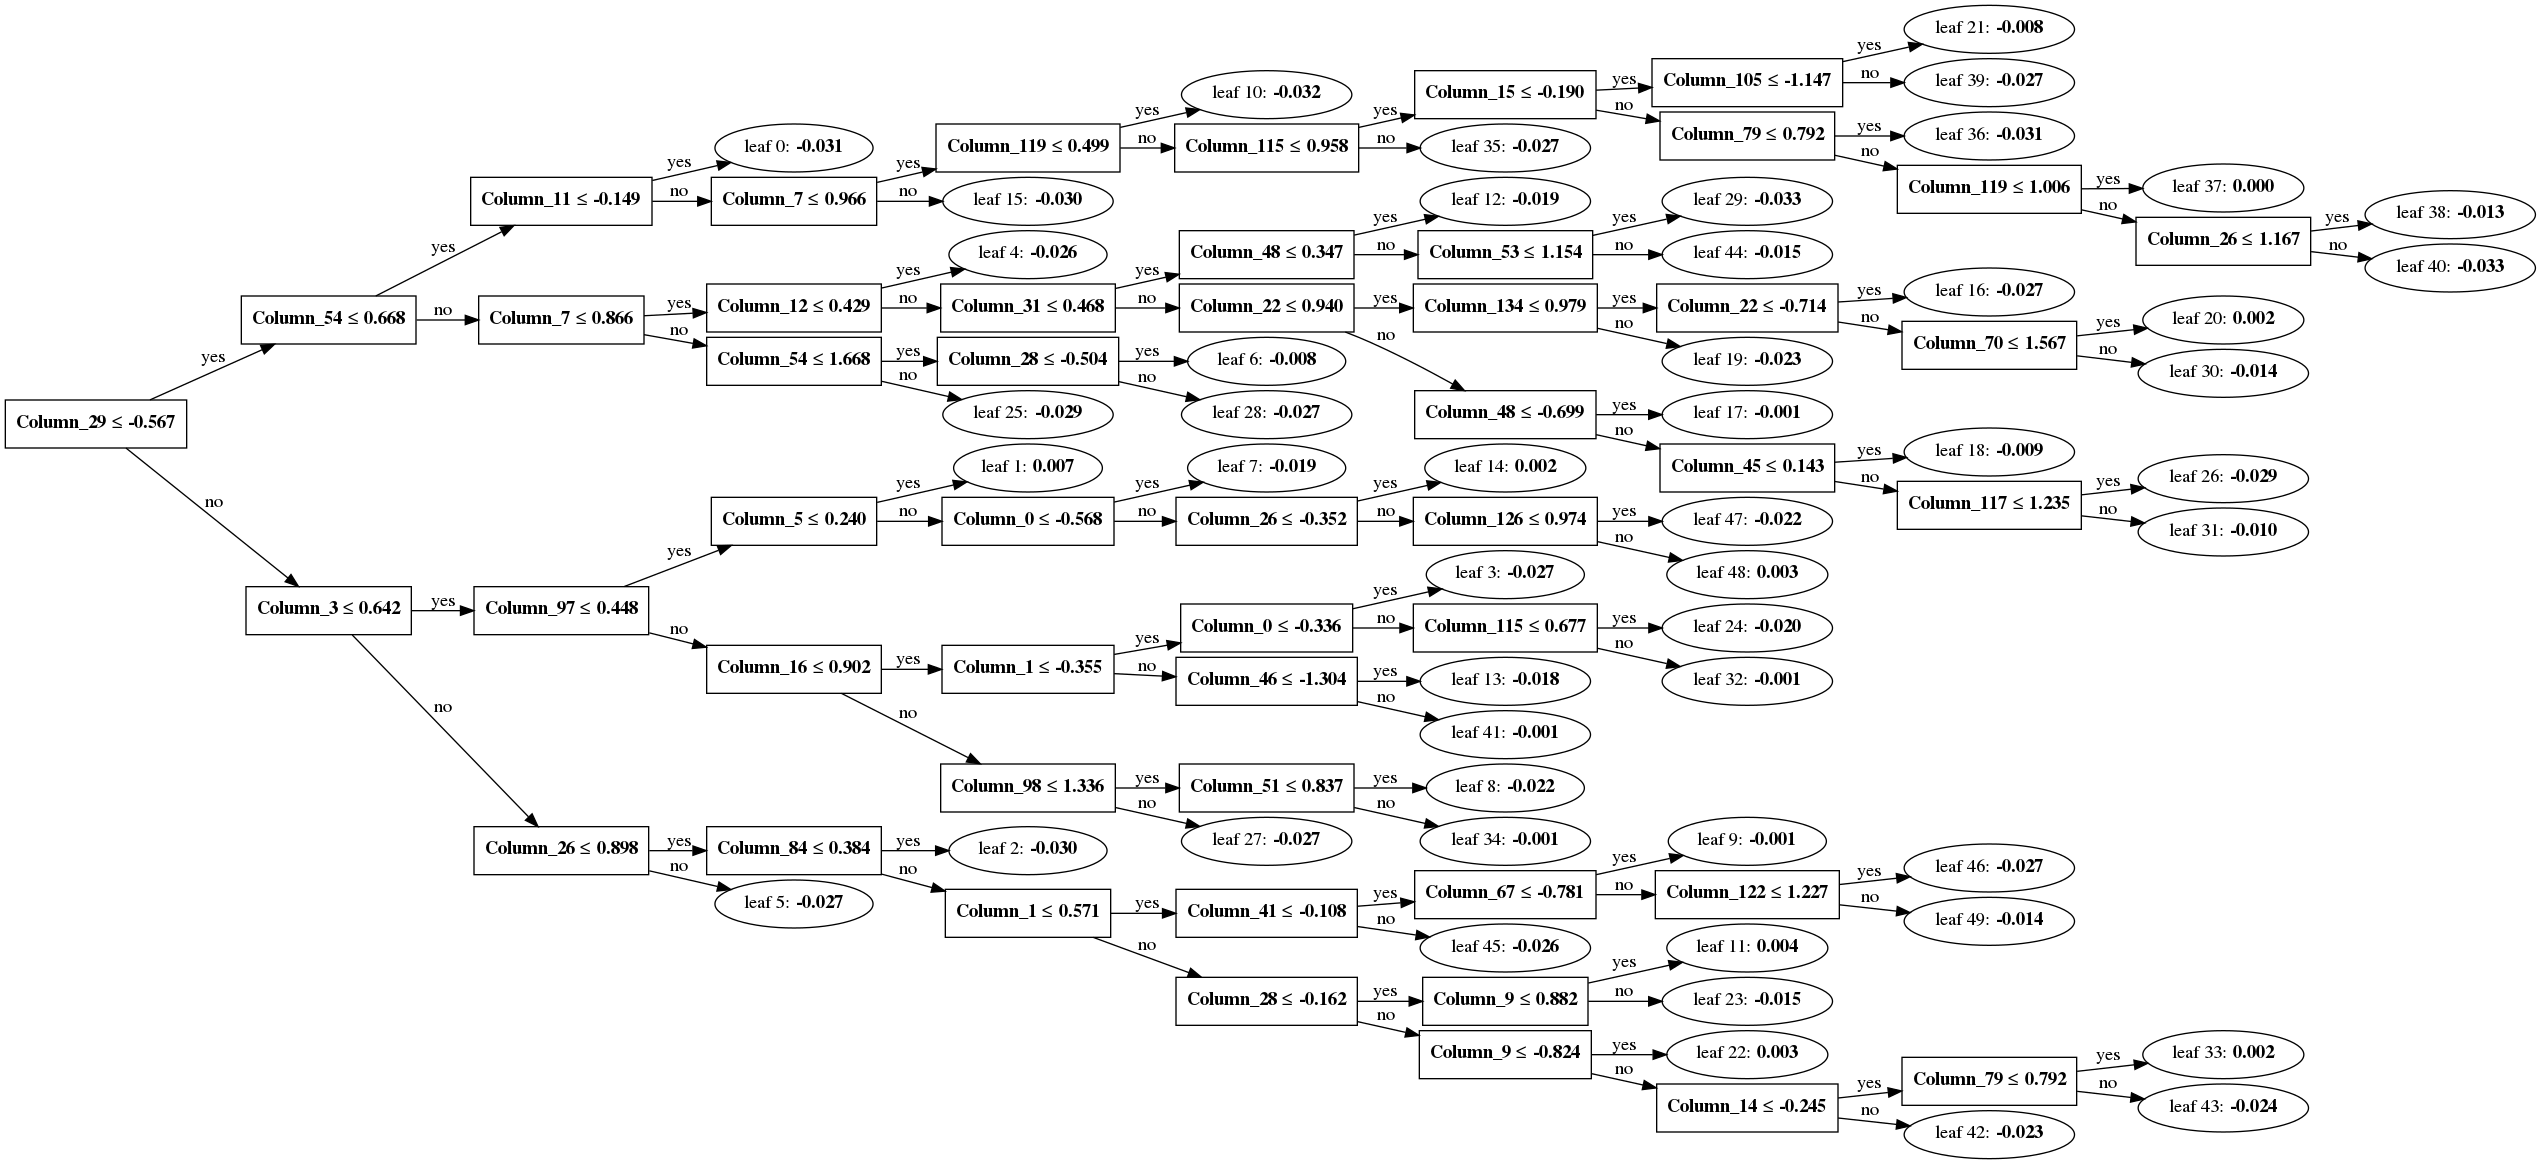 leaf 21: -0.008
yes
Column_105 ≤ -1.147
no
leaf 39: -0.027
yes
Column_15 ≤ -0.190
no
Column_79 ≤ 0.792
yes
leaf 36: -0.031
no
Column_119 ≤ 1.006
yes
leaf 37: 0.000
no
Column_26 ≤ 1.167
yes
leaf 38: -0.013
no
leaf 40: -0.033
leaf 10: -0.032
yes
Column_119 ≤ 0.499
no
Column_115 ≤ 0.958
yes
no
leaf 35: -0.027
leaf 0: -0.031
yes
Column_11 ≤ -0.149
no
Column_7 ≤ 0.966
yes
no
leaf 15: -0.030
yes
Column_54 ≤ 0.668
no
Column_7 ≤ 0.866
yes
Column_12 ≤ 0.429
yes
leaf 4: -0.026
no
Column_31 ≤ 0.468
yes
Column_48 ≤ 0.347
yes
leaf 12: -0.019
no
Column_53 ≤ 1.154
yes
leaf 29: -0.033
no
leaf 44: -0.015
no
Column_22 ≤ 0.940
yes
Column_134 ≤ 0.979
yes
Column_22 ≤ -0.714
yes
leaf 16: -0.027
no
Column_70 ≤ 1.567
yes
leaf 20: 0.002
no
leaf 30: -0.014
no
leaf 19: -0.023
no
Column_48 ≤ -0.699
yes
leaf 17: -0.001
no
Column_45 ≤ 0.143
yes
leaf 18: -0.009
no
Column_117 ≤ 1.235
yes
leaf 26: -0.029
no
leaf 31: -0.010
no
Column_54 ≤ 1.668
yes
Column_28 ≤ -0.504
yes
leaf 6: -0.008
no
leaf 28: -0.027
no
leaf 25: -0.029
yes
Column_29 ≤ -0.567
no
Column_3 ≤ 0.642
yes
Column_97 ≤ 0.448
yes
Column_5 ≤ 0.240
yes
leaf 1: 0.007
no
Column_0 ≤ -0.568
yes
leaf 7: -0.019
no
Column_26 ≤ -0.352
yes
leaf 14: 0.002
no
Column_126 ≤ 0.974
yes
leaf 47: -0.022
no
leaf 48: 0.003
no
Column_16 ≤ 0.902
yes
Column_1 ≤ -0.355
yes
Column_0 ≤ -0.336
yes
leaf 3: -0.027
no
Column_115 ≤ 0.677
yes
leaf 24: -0.020
no
leaf 32: -0.001
no
Column_46 ≤ -1.304
yes
leaf 13: -0.018
no
leaf 41: -0.001
no
Column_98 ≤ 1.336
yes
Column_51 ≤ 0.837
yes
leaf 8: -0.022
no
leaf 34: -0.001
no
leaf 27: -0.027
no
Column_26 ≤ 0.898
yes
Column_84 ≤ 0.384
yes
leaf 2: -0.030
no
Column_1 ≤ 0.571
yes
Column_41 ≤ -0.108
yes
Column_67 ≤ -0.781
yes
leaf 9: -0.001
no
Column_122 ≤ 1.227
yes
leaf 46: -0.027
no
leaf 49: -0.014
no
leaf 45: -0.026
no
Column_28 ≤ -0.162
yes
Column_9 ≤ 0.882
yes
leaf 11: 0.004
no
leaf 23: -0.015
no
Column_9 ≤ -0.824
yes
leaf 22: 0.003
no
Column_14 ≤ -0.245
yes
Column_79 ≤ 0.792
yes
leaf 33: 0.002
no
leaf 43: -0.024
no
leaf 42: -0.023
no
leaf 5: -0.027